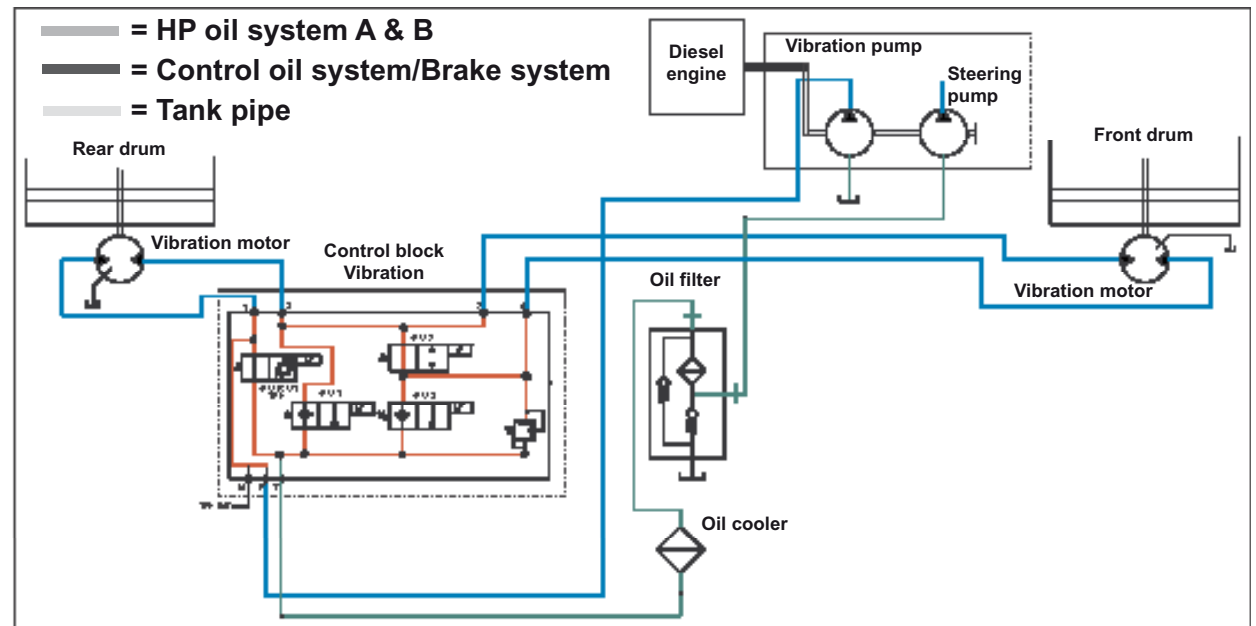 = HP oil system A & B
= Control oil system/Brake system
= Tank pipe
Diesel
engine
Vibration pump
Steering
pump
Rear drum
Front drum
Vibration motor
Control block
Vibration
Oil filter
Vibration motor
Oil cooler